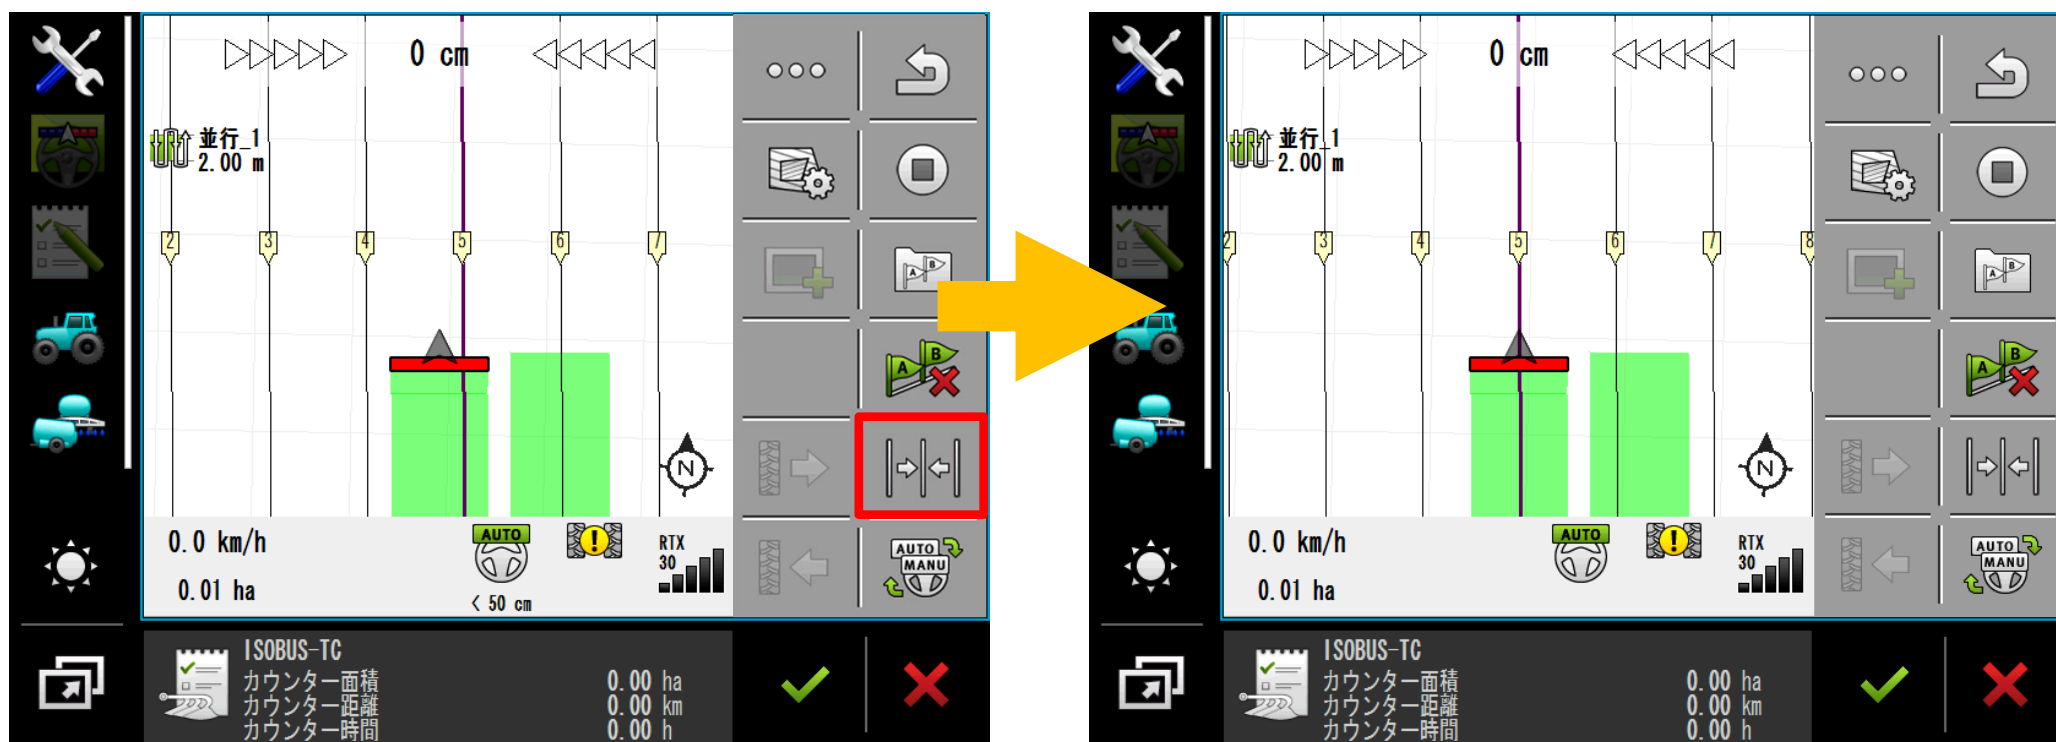 0 cm
並行_1
2.00 m
2 3 4 5 6 7
A B
A B
N
0.0 km/h
0.01 ha
AUTO
< 50 cm
!
RTX
30
AUTO
MANU
ISOBUS-TC
カウンター面積 0.00 ha
カウンター距離 0.00 km
カウンター時間 0.00 h
0 cm
並行_1
2.00 m
2 3 4 5 6 7 8
A B
A B
N
0.0 km/h
0.01 ha
AUTO
!
RTX
30
AUTO
MANU
ISOBUS-TC
カウンター面積 0.00 ha
カウンター距離 0.00 km
カウンター時間 0.00 h